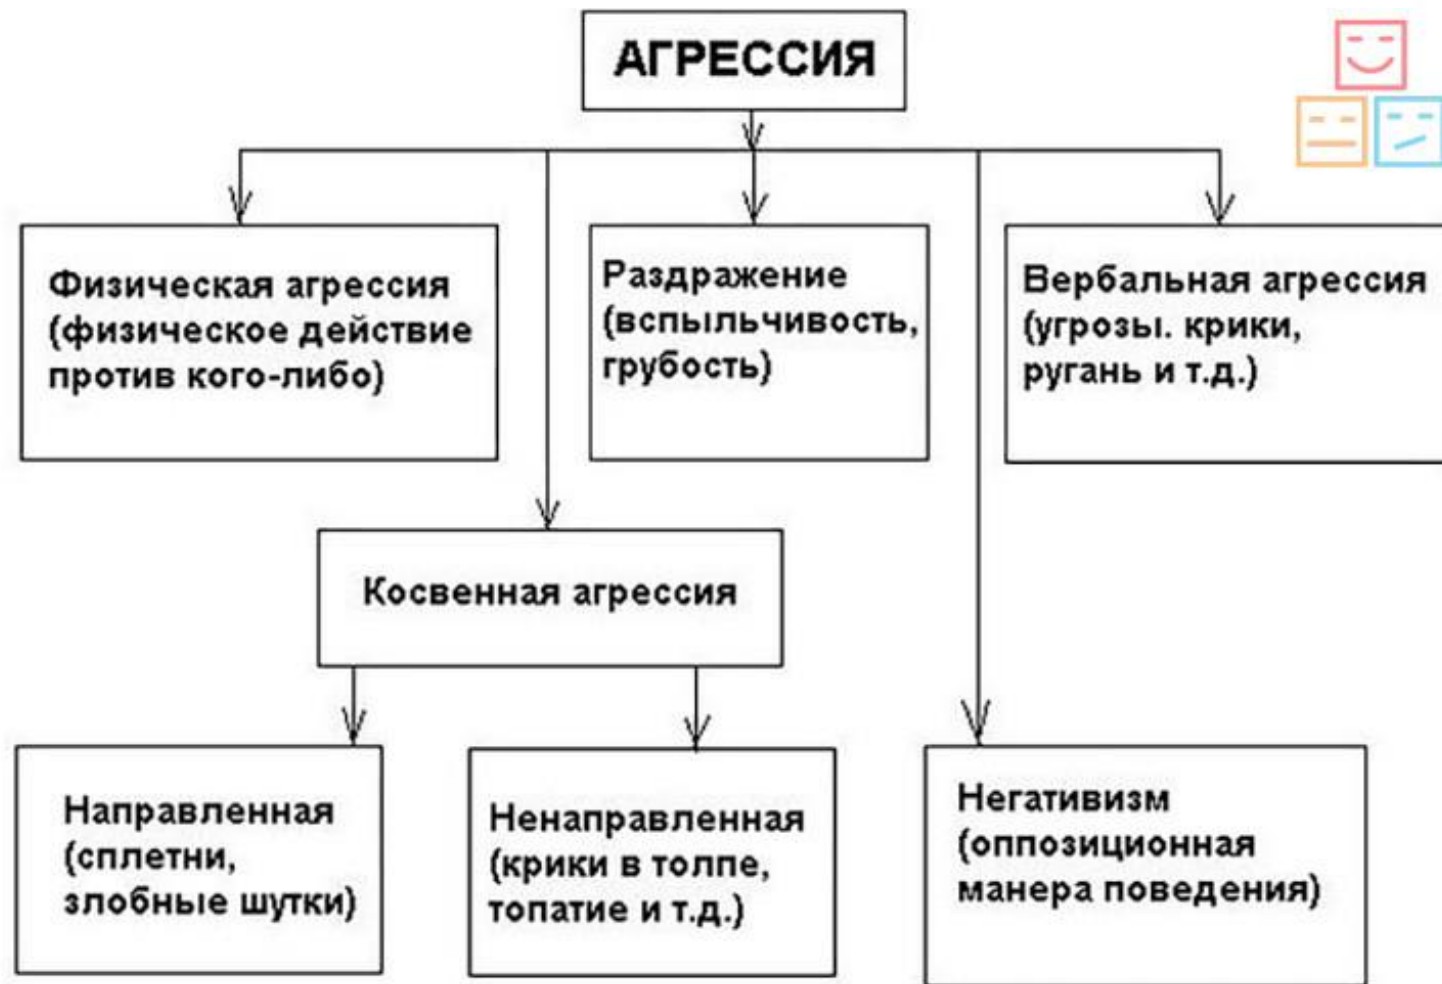 АГРЕССИЯ
Физическая агрессия
(физическое действие
против кого-либо)
Раздражение
(вспыльчивость,
грубость)
Вербальная агрессия
(угрозы. крики,
ругань и т.д.)
Косвенная агрессия
Направленная
(сплетни,
злобные шутки)
Ненаправленная
(крики в толпе,
топатие и т.д.)
Негативизм
(оппозиционная
манера поведения)